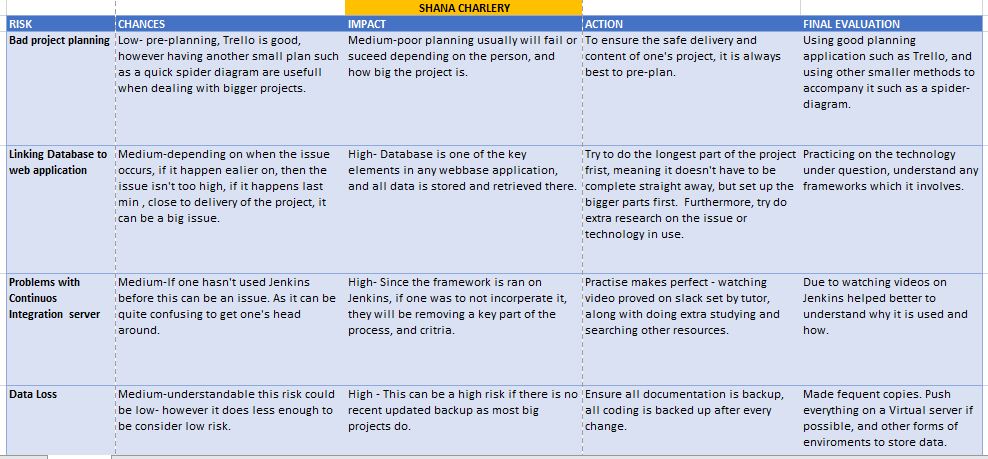 SHANA CHARLERY
RISK
CHANCES
IMPACT
ACTION
FINAL EVALUATION
Bad project planning
Low- pre-planning, Trello is good,
however having another small plan such
as a quick spider diagram are usefull
when dealing with bigger projects.
Medium-poor planning usually will fail or
suceed depending on the person, and
how big the project is.
To ensure the safe delivery and
content of one's project, it is always
best to pre-plan.
Using good planning
application such as Trello, and
using other smaller methods to
accompany it such as a spider-
diagram.
Linking Database to
web application
Medium-depending on when the issue
occurs, if it happen ealier on, then the
issue isn't too high, if it happens last
min , close to delivery of the project, it
can be a big issue.
High- Database is one of the key
elements in any webbase application,
and all data is stored and retrieved there.
Try to do the longest part of the project
frist, meaning it doesn't have to be
complete straight away, but set up the
bigger parts first.  Furthermore, try do
extra research on the issue or
technology in use.
Practicing on the technology
under question, understand any
frameworks which it involves.
Problems with
Continuos
Integration  server
Medium-If one hasn't used Jenkins
before this can be an issue. As it can be
quite confusing to get one's head
around.
High- Since the framework is ran on
Jenkins, if one was to not incorperate it,
they will be removing a key part of the
process, and critria.
Practise makes perfect - watching
video proved on slack set by tutor,
along with doing extra studying and
searching other resources.
Due to watching videos on
Jenkins helped better to
understand why it is used and
how.
Data Loss
Medium-understandable this risk could
be low- however it does less enough to
be consider low risk.
High - This can be a high risk if there is no
recent updated backup as most big
projects do.
Ensure all documentation is backup,
all coding is backed up after every
change.
Made fequent copies. Push
everything on a Virtual server if
possible, and other forms of
enviroments to store data.